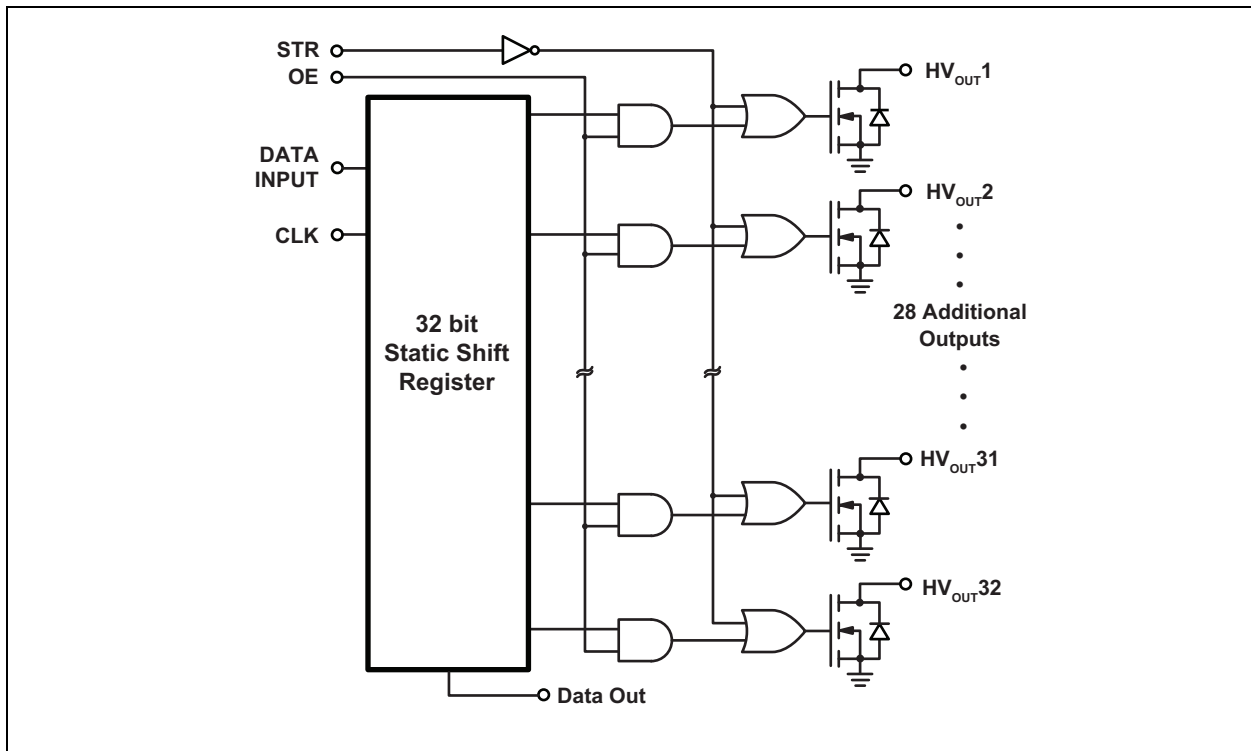 STR
OE
DATA
INPUT
CLK
32 bit
Static Shift
Register
Data Out
HVOUT1
HVOUT2
28 Additional
Outputs
HVOUT31
HVOUT32